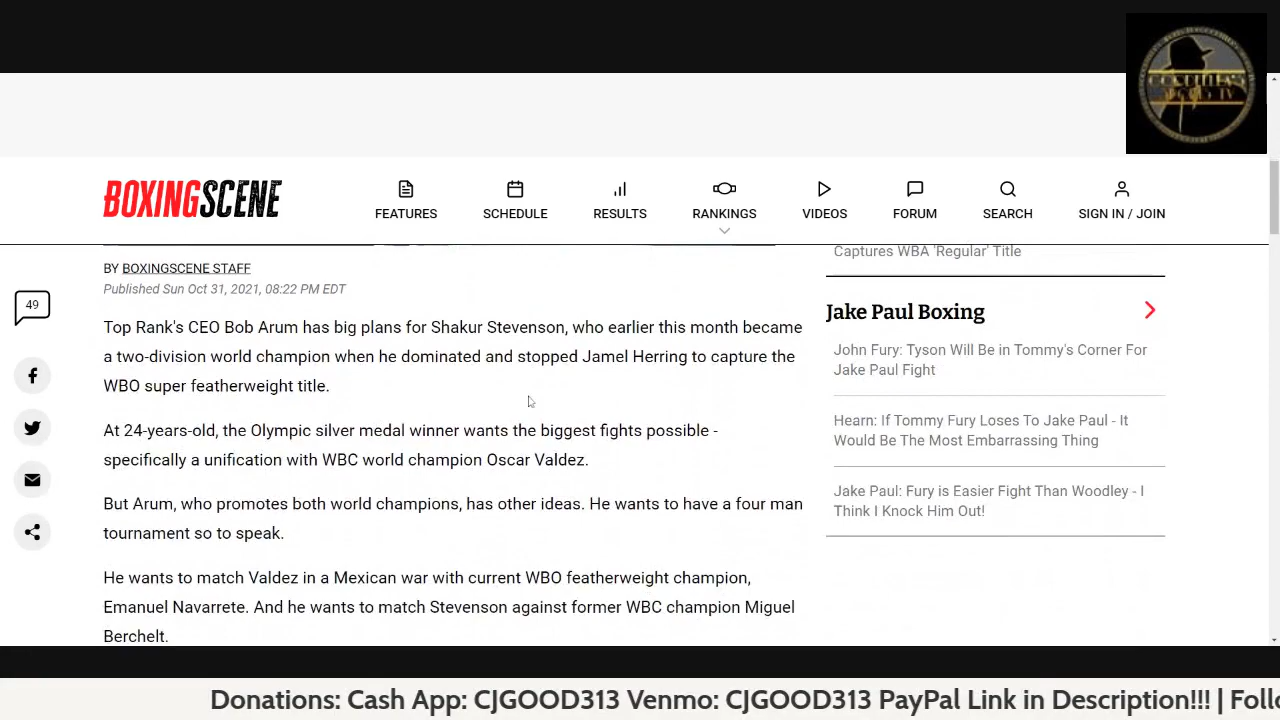 BOXINGSCENE
FEATURES
SCHEDULE
RESULTS
RANKINGS
VIDEOS
FORUM
SEARCH
SIGN IN / JOIN
BY BOXINGSCENE STAFF
Published Sun Oct 31, 2021, 08:22 PM EDT
49
Top Rank's CEO Bob Arum has big plans for Shakur Stevenson, who earlier this month became
a two-division world champion when he dominated and stopped Jamel Herring to capture the
WBO super featherweight title.
At 24-years-old, the Olympic silver medal winner wants the biggest fights possible -
specifically a unification with WBC world champion Oscar Valdez.
But Arum, who promotes both world champions, has other ideas. He wants to have a four man
tournament so to speak.
He wants to match Valdez in a Mexican war with current WBO featherweight champion,
Emanuel Navarrete. And he wants to match Stevenson against former WBC champion Miguel
Berchelt.
Captures WBA 'Regular' Title
Jake Paul Boxing
John Fury: Tyson Will Be in Tommy's Corner For
Jake Paul Fight
Hearn: If Tommy Fury Loses To Jake Paul - It
Would Be The Most Embarrassing Thing
Jake Paul: Fury is Easier Fight Than Woodley - I
Think I Knock Him Out!
Donations: Cash App: CJGOOD313 Venmo: CJGOOD313 PayPal Link in Description!!! | Follo